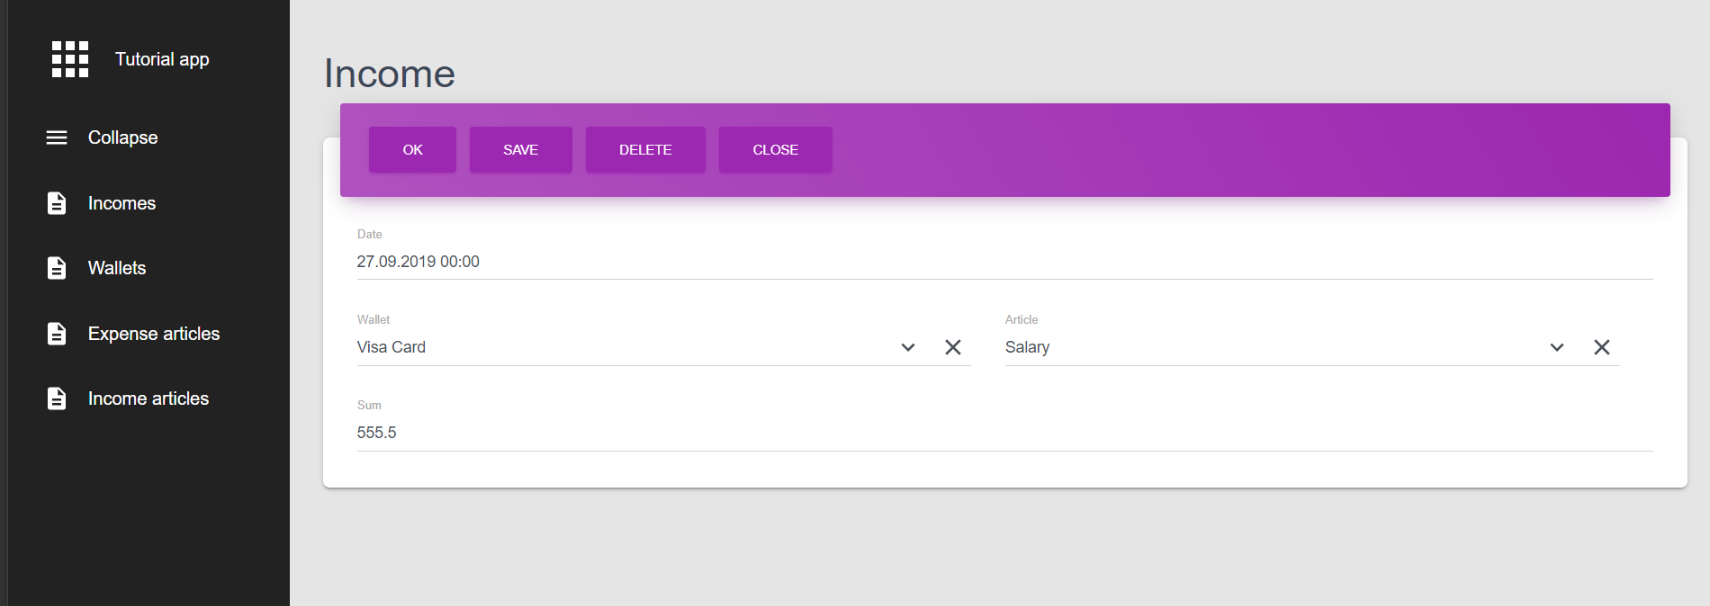 Tutorial app
Collapse
Incomes
Wallets
Expense articles
Income articles
Income
OK SAVE DELETE CLOSE
Date
27.09.2019 00:00
Wallet Article
Visa Card Salary
Sum
555.5